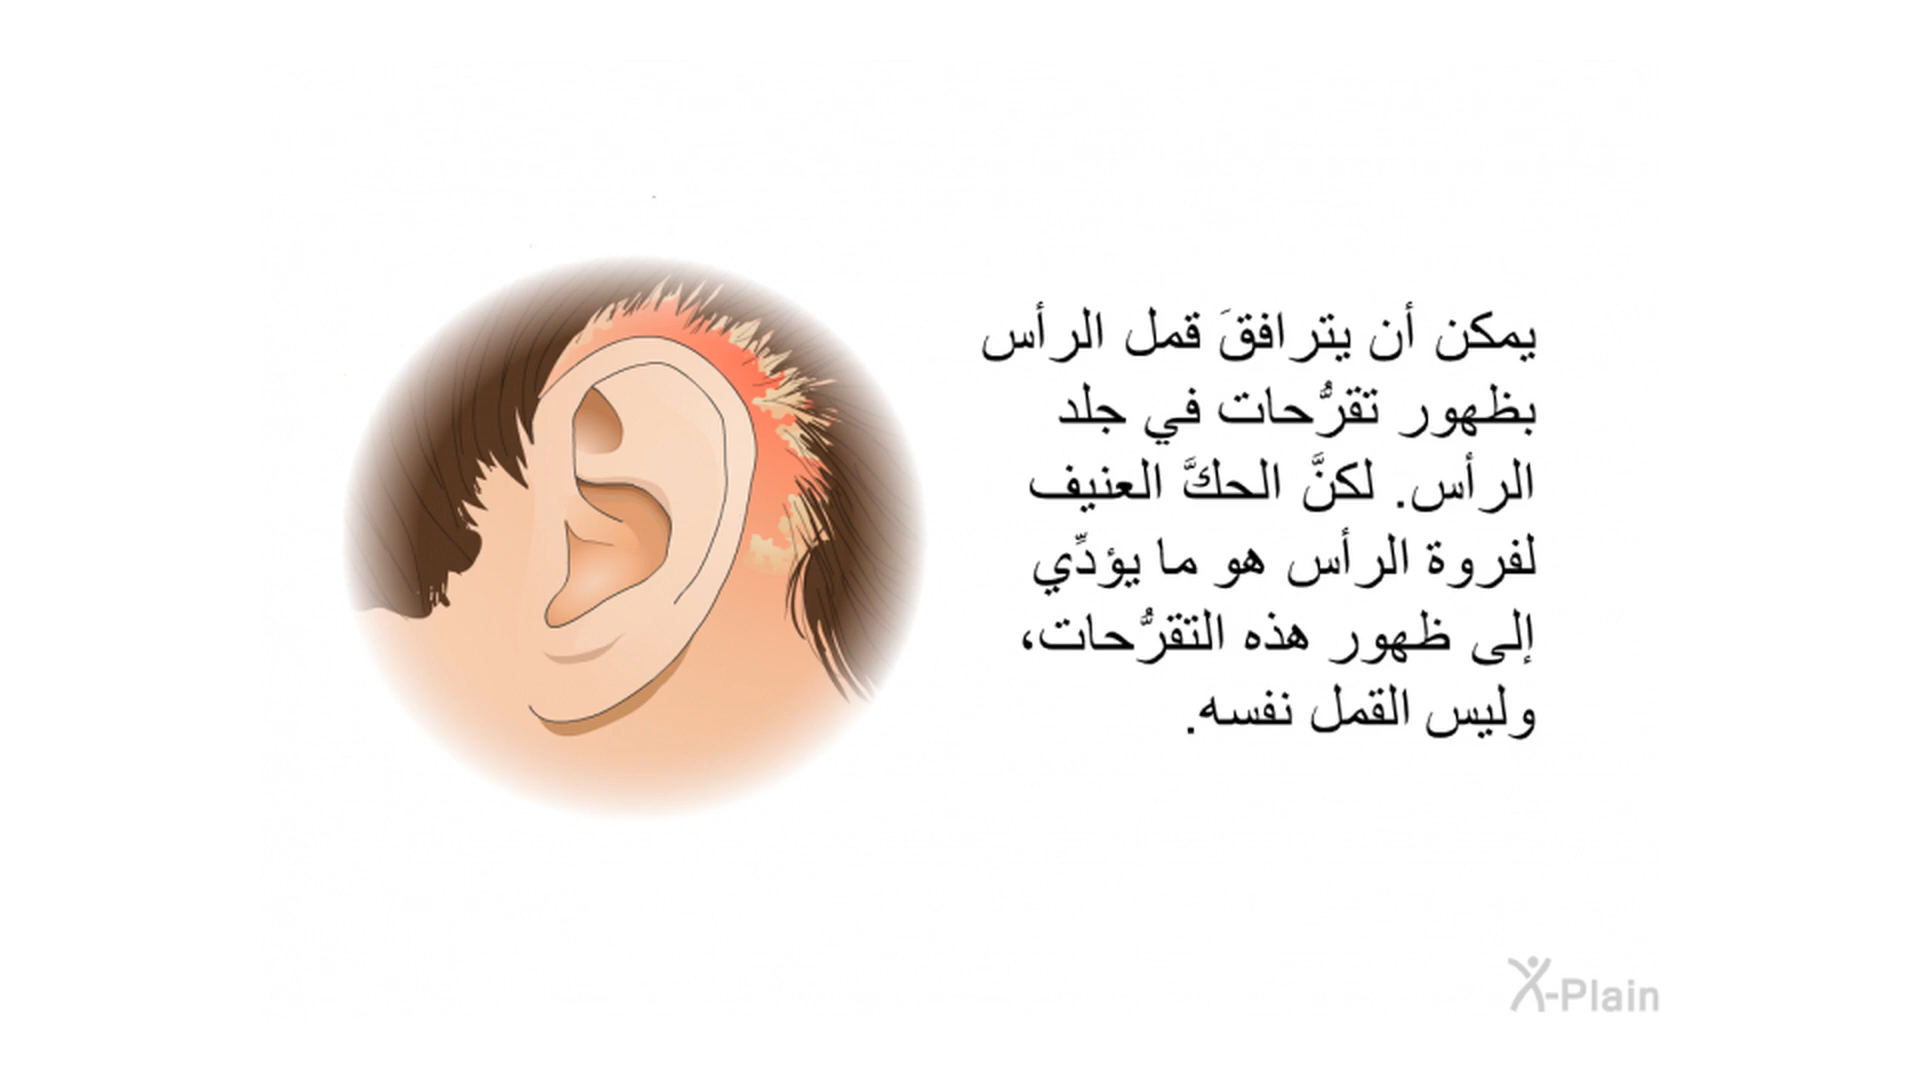 يمكن أن يترافقَ قمل الرأس
بظهور تقرُّحات في جلد
الرأس. لكنَّ الحكَّ العنيف
لفروة الرأس هو ما يؤدِّي
إلى ظهور هذه التقرُّحات،
وليس القمل نفسه.
X-Plain